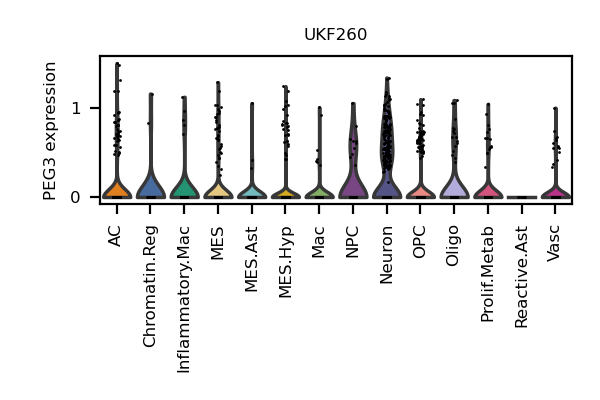 UKF260
PEG3 expression
1
0
AC
Chromatin.Reg
Inflammatory.Mac
MES
MES.Ast
MES.Hyp
Mac
NPC
Neuron
OPC
Oligo
Prolif.Metab
Reactive.Ast
Vasc